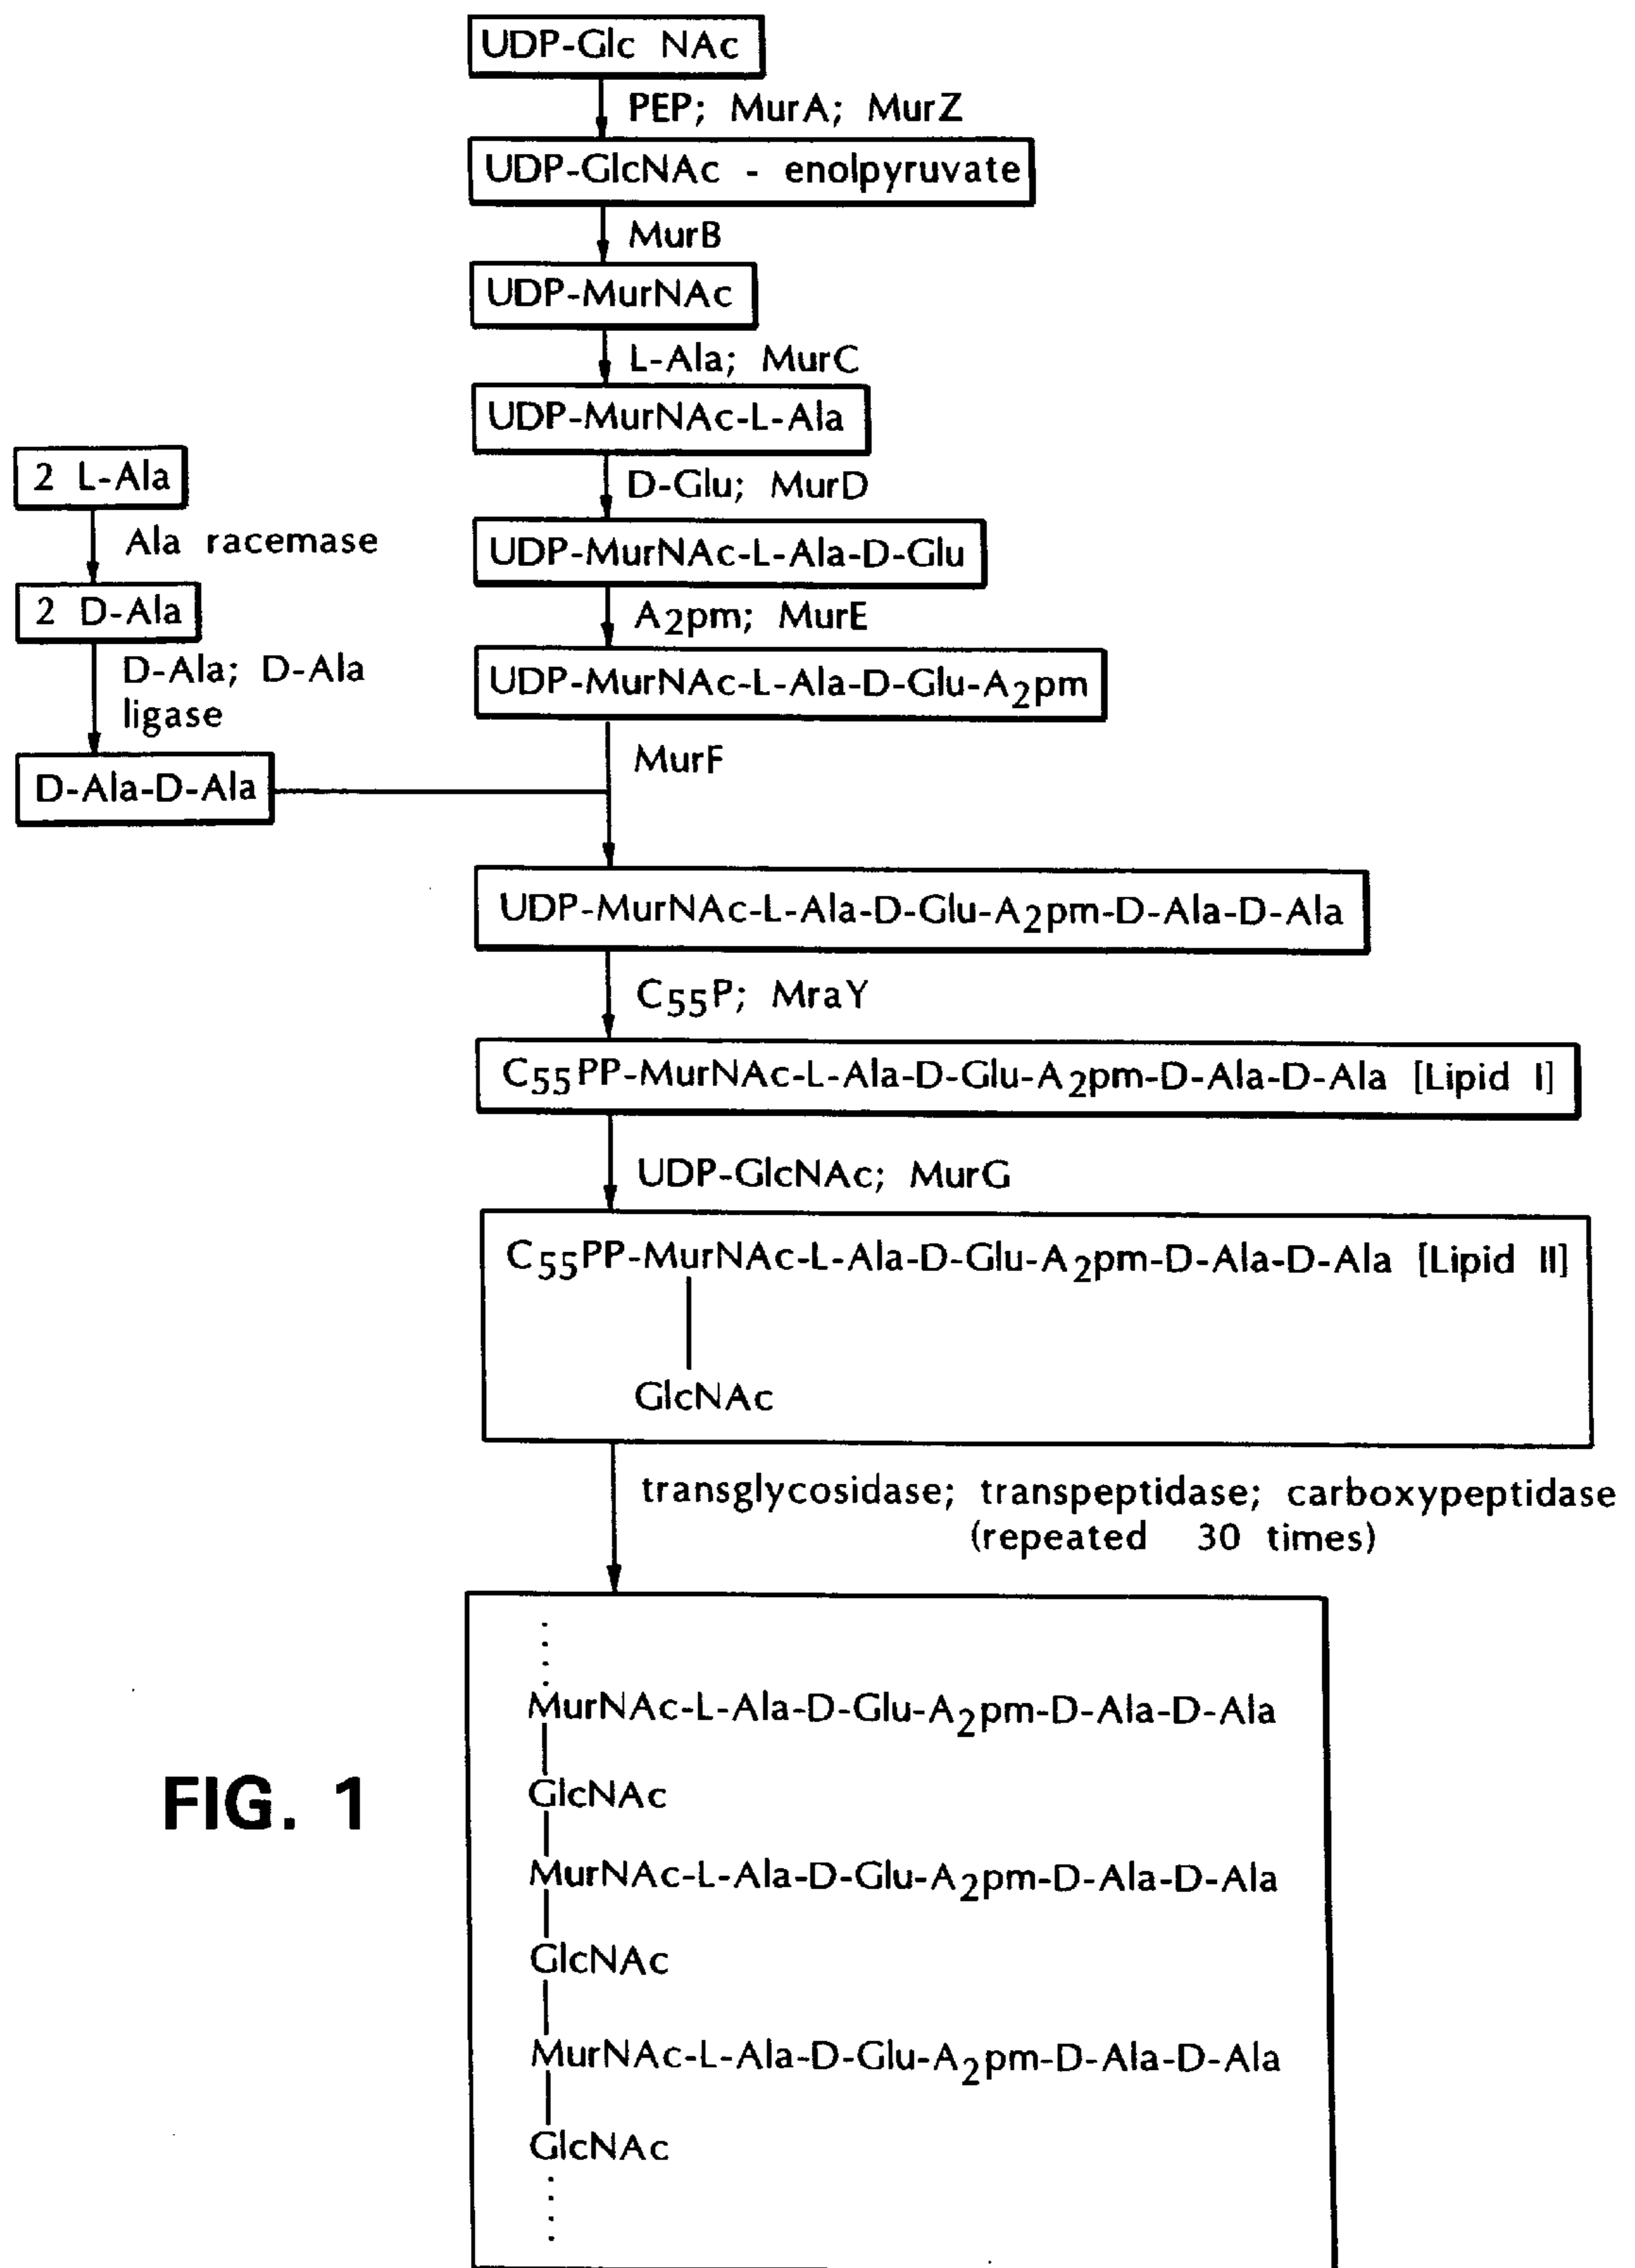 UDP-Glc NAc
PEP; MurA; MurZ
UDP-GlcNAc - enolpyruvate
MurB
UDP-MurNAc
L-Ala; MurC
UDP-MurNAc-L-Ala
2 L-Ala
D-Glu; MurD
Ala racemase
UDP-MurNAc-L-Ala-D-Glu
2 D-Ala
A2pm; MurE
D-Ala; D-Ala
ligase
UDP-MurNAc-L-Ala-D-Glu-A2pm
MurF
D-Ala-D-Ala
UDP-MurNAc-L-Ala-D-Glu-A2pm-D-Ala-D-Ala
C55P; MraY
C55PP-MurNAc-L-Ala-D-Glu-A2pm-D-Ala-D-Ala [Lipid I]
UDP-GlcNAc; MurG
C55PP-MurNAc-L-Ala-D-Glu-A2pm-D-Ala-D-Ala [Lipid II]
GlcNAc
transglycosidase; transpeptidase; carboxypeptidase
(repeated 30 times)
MurNAc-L-Ala-D-Glu-A2pm-D-Ala-D-Ala
GlcNAc
FIG. 1
MurNAc-L-Ala-D-Glu-A2pm-D-Ala-D-Ala
GlcNAc
MurNAc-L-Ala-D-Glu-A2pm-D-Ala-D-Ala
GlcNAc